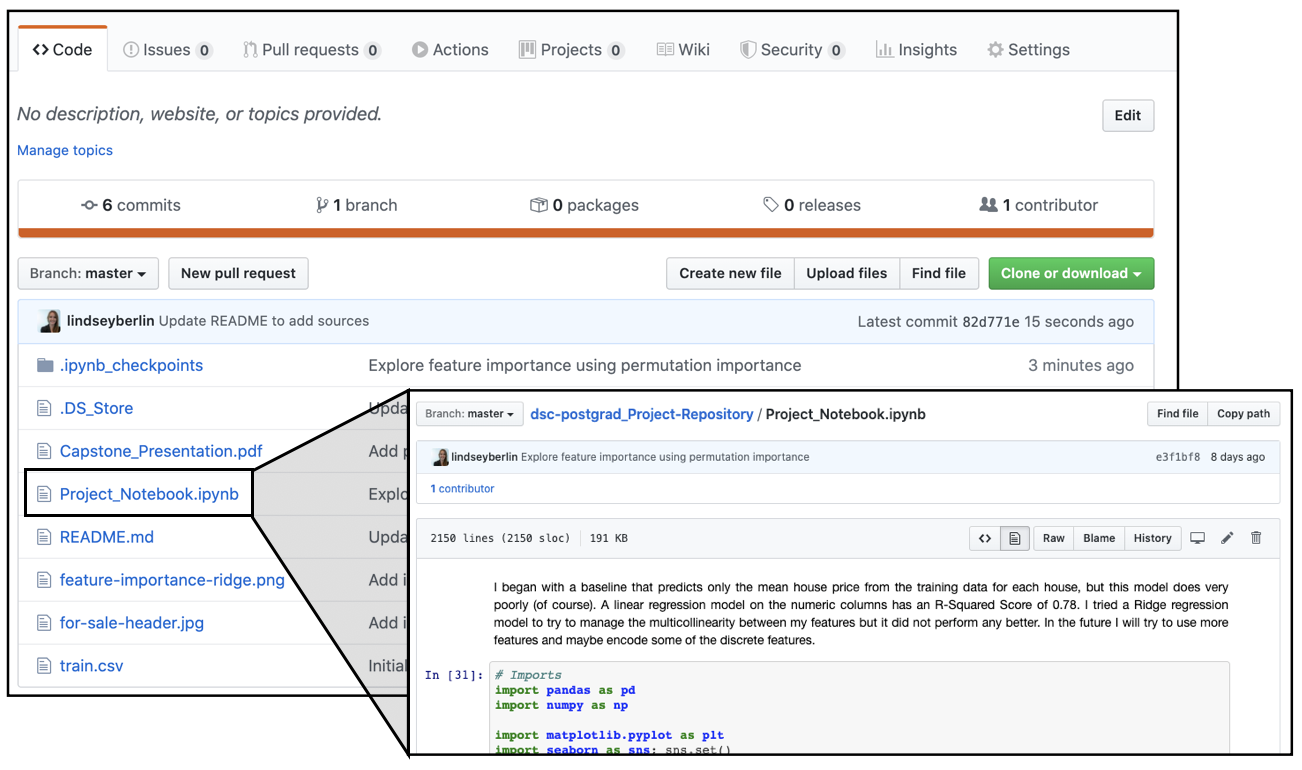 Code Issues 0 Pull requests 0 Actions Projects 0 Wiki Security 0 Insights Settings
No description, website, or topics provided.
Edit
Manage topics
6 commits 1 branch 0 packages 0 releases 1 contributor
Branch: master New pull request Create new file Upload files Find file Clone or download
lindseyberlin Update README to add sources Latest commit 82d771e 15 seconds ago
.ipynb_checkpoints Explore feature importance using permutation importance 3 minutes ago
.DS_Store
Capstone_Presentation.pdf Add
Project_Notebook.ipynb
README.md
feature-importance-ridge.png Add
for-sale-header.jpg Add
train.csv
Branch: master dsc-postgrad_Project-Repository / Project_Notebook.ipynb Find file Copy path
lindseyberlin Explore feature importance using permutation importance e3f1bf8 8 days ago
1 contributor
2150 lines (2150 sloc) 191 KB <> Raw Blame History
I began with a baseline that predicts only the mean house price from the training data for each house, but this model does very
poorly (of course). A linear regression model on the numeric columns has an R-Squared Score of 0.78. I tried a Ridge regression
model to try to manage the multicollinearity between my features but it did not perform any better. In the future I will try to use more
features and maybe encode some of the discrete features.
In [31]: # Imports
import pandas as pd
import numpy as np
import matplotlib.pyplot as plt
import seaborn as sns; sns.set()